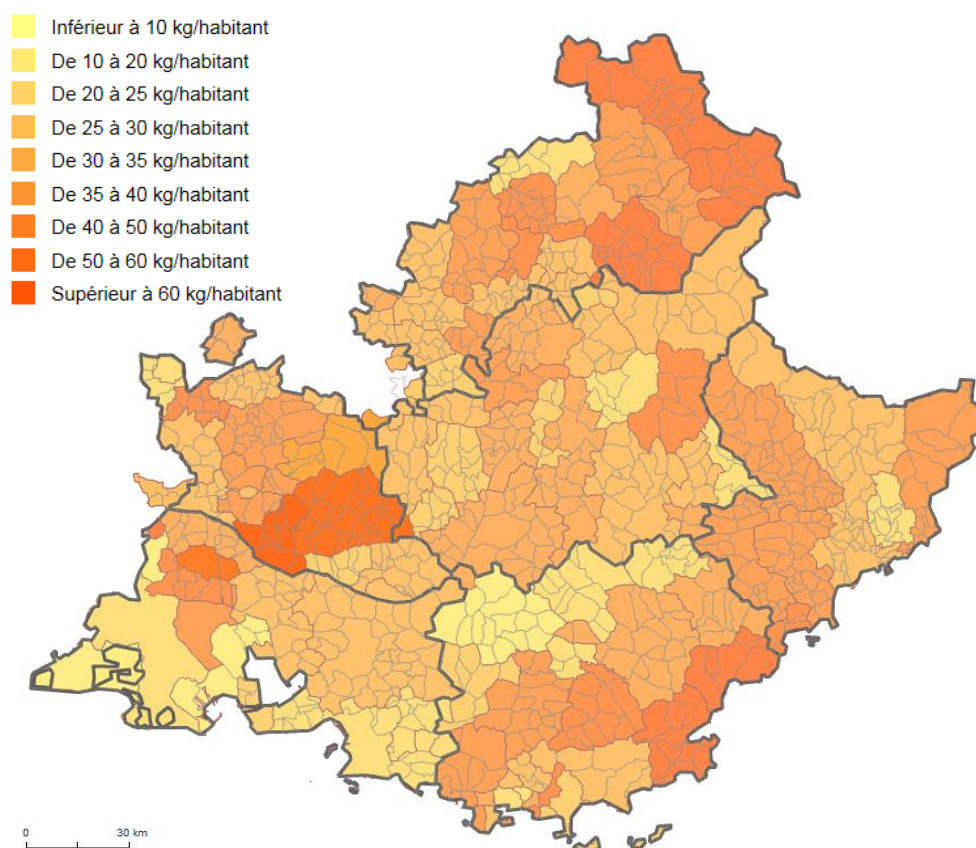 Inférieur à 10 kg/habitant
De 10 à 20 kg/habitant
De 20 à 25 kg/habitant
De 25 à 30 kg/habitant
De 30 à 35 kg/habitant
De 35 à 40 kg/habitant
De 40 à 50 kg/habitant
De 50 à 60 kg/habitant
Supérieur à 60 kg/habitant
0 30 km